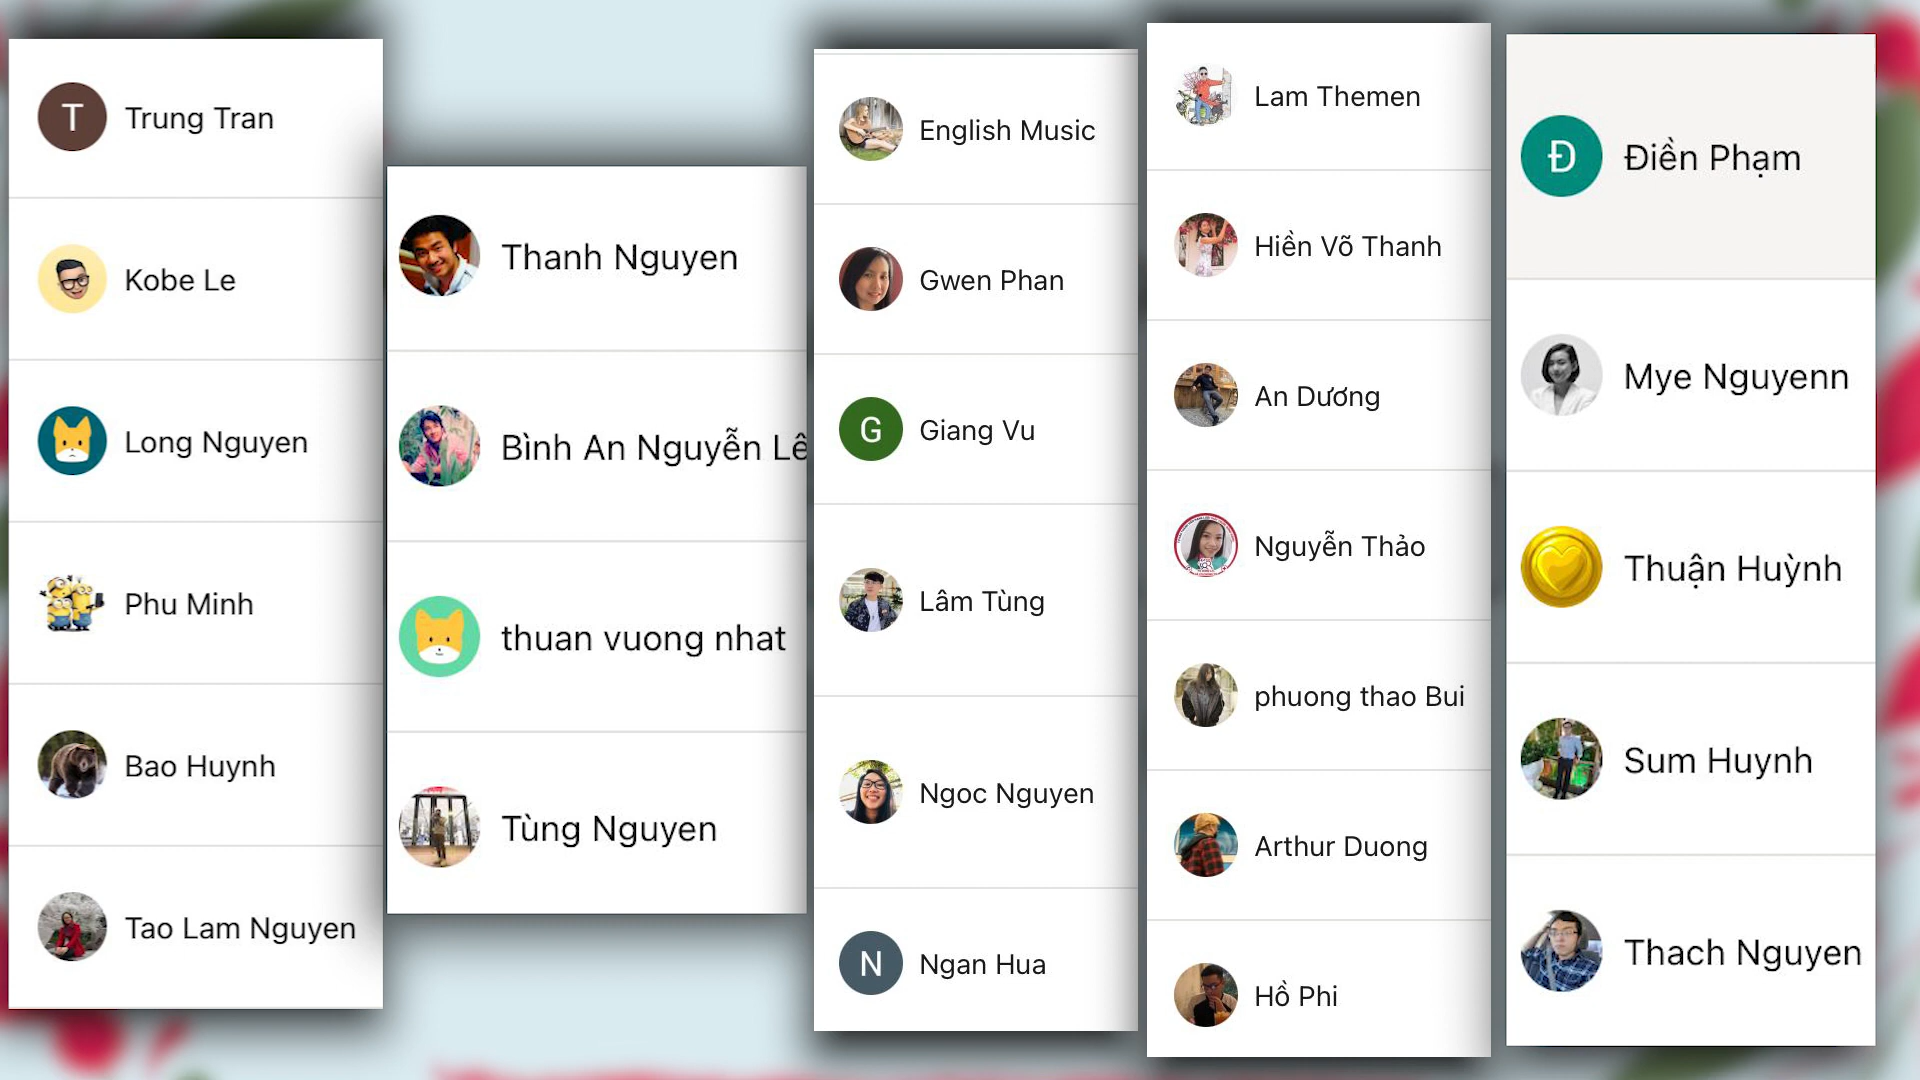 T
Trung Tran
Kobe Le
Long Nguyen
Phu Minh
Bao Huynh
Tao Lam Nguyen
Thanh Nguyen
Bình An Nguyễn Lê
thuan vuong nhat
Tùng Nguyen
English Music
Gwen Phan
G
Giang Vu
Lâm Tùng
Ngoc Nguyen
N
Ngan Hua
Lam Themen
Hiền Võ Thanh
An Dương
Nguyễn Thảo
phuong thao Bui
Arthur Duong
Hồ Phi
Đ
Điền Phạm
Mye Nguyenn
Thuận Huỳnh
Sum Huynh
Thach Nguyen